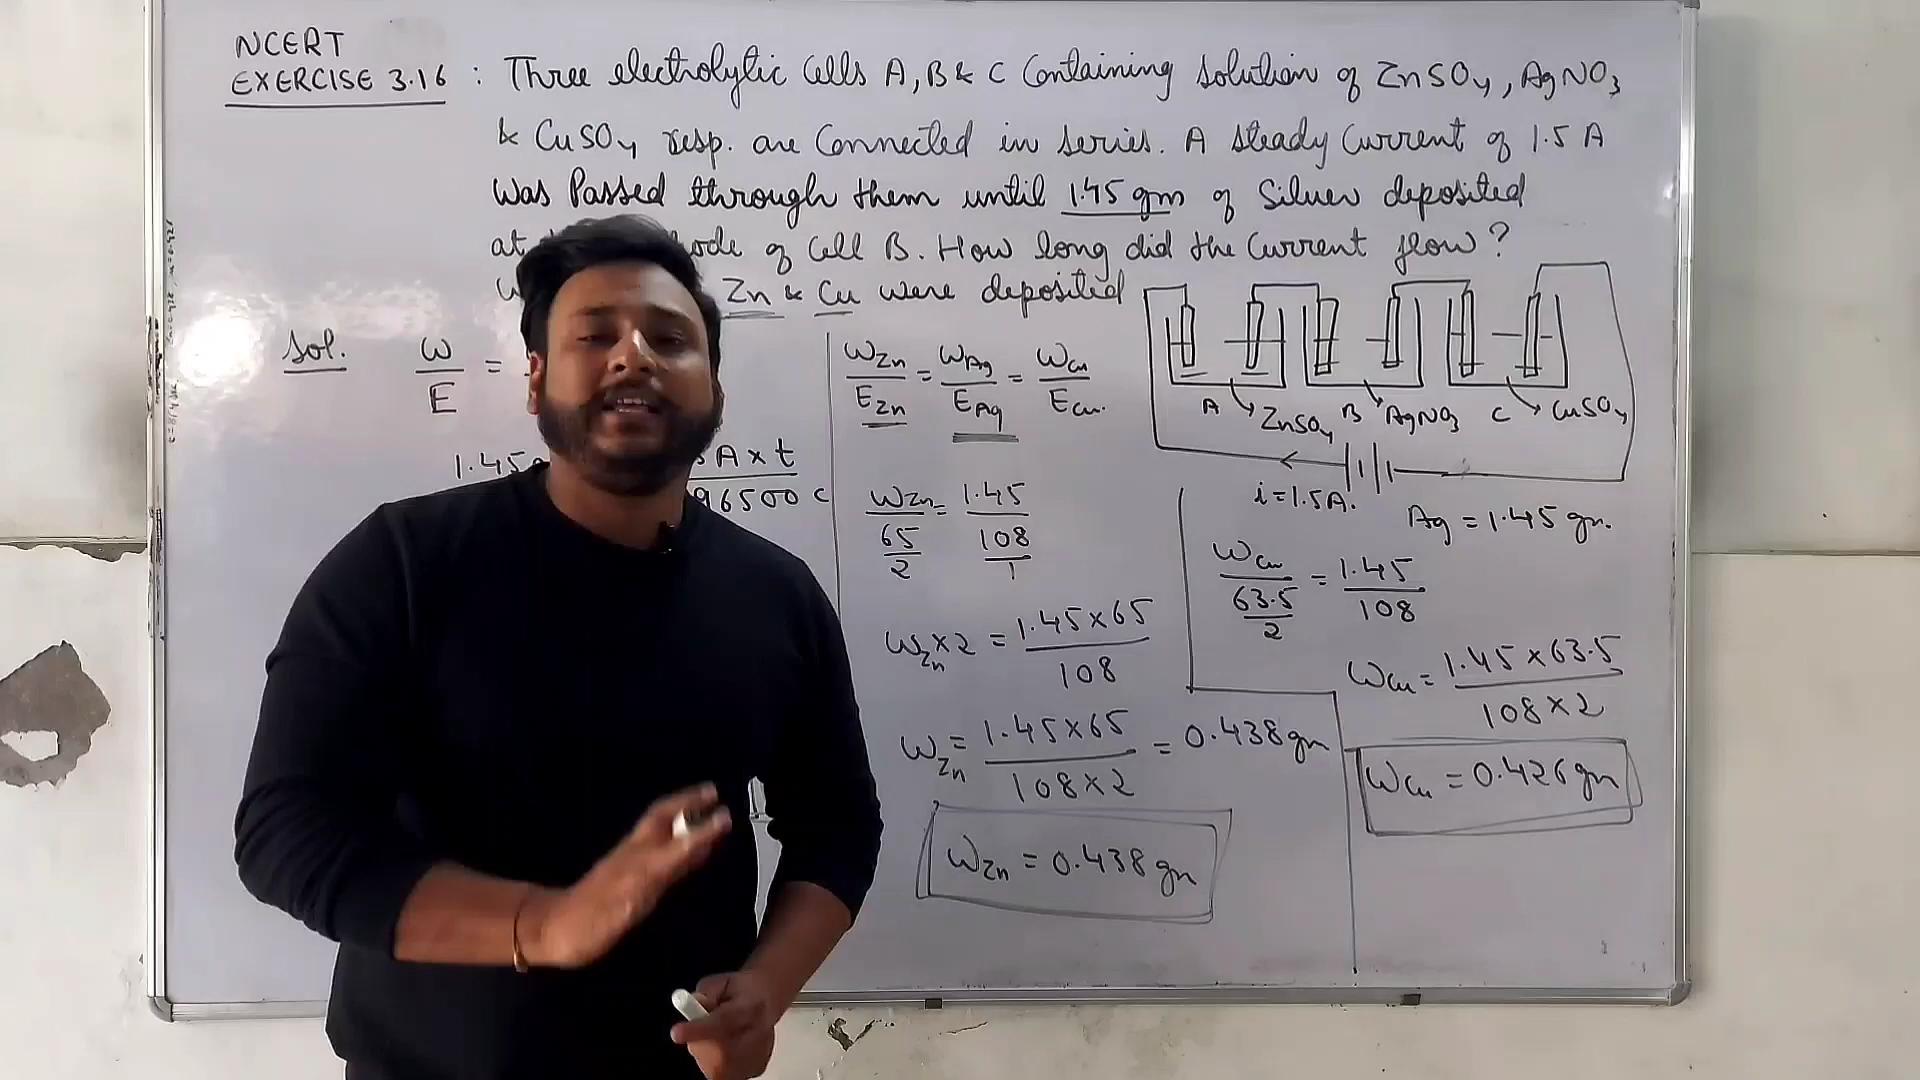 NCERT
EXERCISE 3.16 : Three electrolytic Cells A, B & C Containing solution of ZnSO4, AgNO3
& CuSO4 resp. are Connected in series. A steady Current of 1.5 A
Was Passed through them until 1.45 gm of Silver deposited
at of Cell B. How long did the Current flow?
Zn & Cu were deposited
Sol.
W/E =
A x t
96500 C
WZn/EZn = WAg/EAg = WCu/ECu.
WZn/(65/2) = 1.45/(108/1)
WZn x 2 = 1.45 x 65/108
WZn = 1.45 x 65/(108 x 2) = 0.438 gm
WZn = 0.438 gm
A ZnSO4 B AgNO3 C CuSO4
i = 1.5 A.
Ag = 1.45 gm.
WCu/(63.5/2) = 1.45/108
WCu = 1.45 x 63.5/(108 x 2)
WCu = 0.426 gm